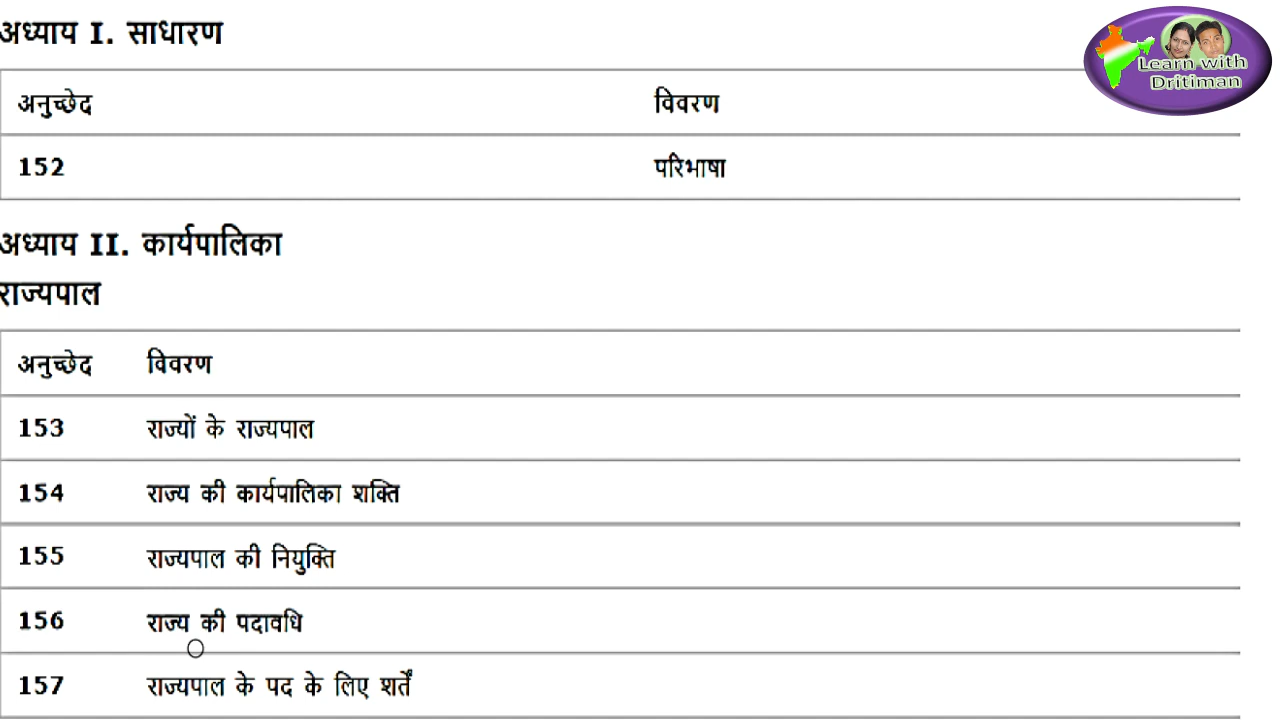 अध्याय I. साधारण
Learn with
Dritiman
अनुच्छेद विवरण
152 परिभाषा
अध्याय II. कार्यपालिका
राज्यपाल
अनुच्छेद विवरण
153 राज्यों के राज्यपाल
154 राज्य की कार्यपालिका शक्ति
155 राज्यपाल की नियुक्ति
156 राज्य की पदावधि
157 राज्यपाल के पद के लिए शर्तें